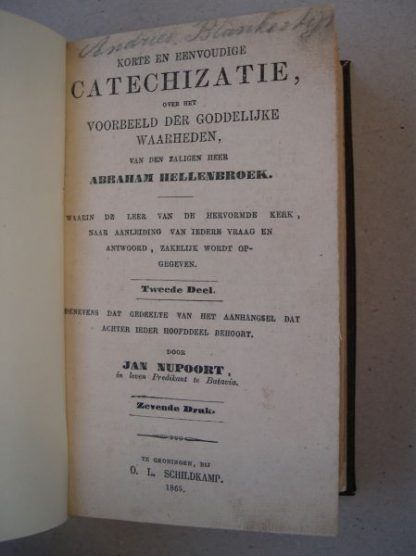 Andries Blankestijn
KORTE EN EENVOUDIGE
CATECHIZATIE,
OVER HET
VOORBEELD DER GODDELIJKE
WAARHEDEN,
VAN DEN ZALIGEN HEER
ABRAHAM HELLENBROEK.
WAARIN DE LEER VAN DE HERVORMDE KERK,
NAAR AANLEIDING VAN IEDERE VRAAG EN
ANTWOORD, ZAKELIJK WORDT OP-
GEGEVEN.
Tweede Deel.
BENEVENS DAT GEDEELTE VAN HET AANHANGSEL DAT
ACHTER IEDER HOOFDDEEL BEHOORT.
DOOR
JAN NUPOORT,
in leven Predikant te Batavia.
Zevende Druk.
TE GRONINGEN, BIJ
O. L. SCHILDKAMP.
1865.